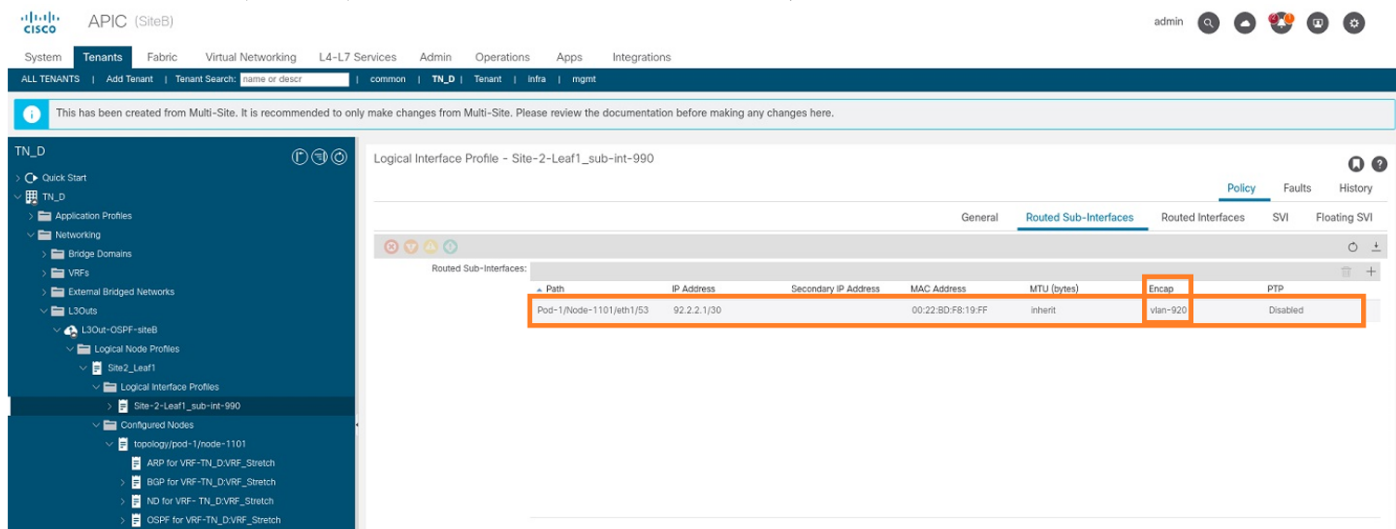 CISCO APIC (SiteB) admin
System Tenants Fabric Virtual Networking L4-L7 Services Admin Operations Apps Integrations
ALL TENANTS | Add Tenant | Tenant Search: name or descr | common | TN_D | Tenant | infra | mgmt
This has been created from Multi-Site. It is recommended to only make changes from Multi-Site. Please review the documentation before making any changes here.
TN_D
Quick Start
TN_D
Application Profiles
Networking
Bridge Domains
VRFs
External Bridged Networks
L3Outs
L3Out-OSPF-siteB
Logical Node Profiles
Site2_Leaf1
Logical Interface Profiles
Site-2-Leaf1_sub-int-990
Configured Nodes
topology/pod-1/node-1101
ARP for VRF-TN_D:VRF_Stretch
BGP for VRF-TN_D:VRF_Stretch
ND for VRF- TN_D:VRF_Stretch
OSPF for VRF-TN_D:VRF_Stretch
Logical Interface Profile - Site-2-Leaf1_sub-int-990
Policy Faults History
General Routed Sub-Interfaces Routed Interfaces SVI Floating SVI
Routed Sub-Interfaces:
Path IP Address Secondary IP Address MAC Address MTU (bytes) Encap PTP
Pod-1/Node-1101/eth1/53 92.2.2.1/30 00:22:BD:F8:19:FF inherit vlan-920 Disabled